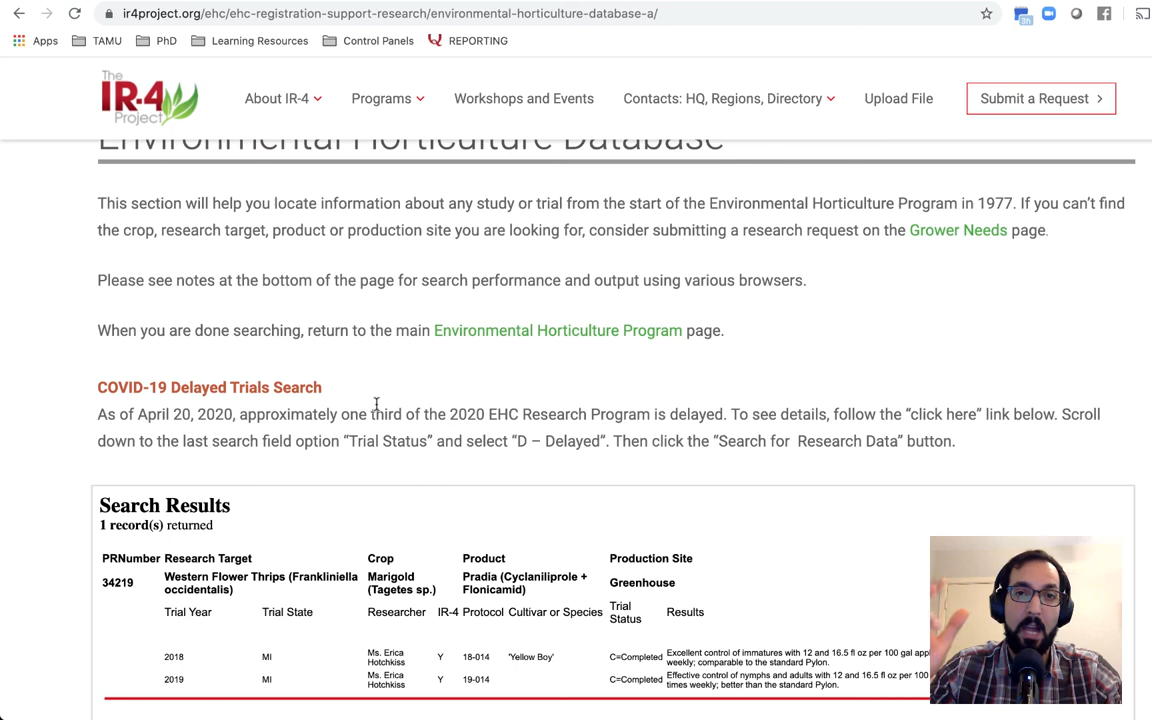 ir4project.org/ehc/ehc-registration-support-research/environmental-horticulture-database-a/
3h
Apps TAMU PhD Learning Resources Control Panels REPORTING
The
IR-4
Project
About IR-4 Programs Workshops and Events Contacts: HQ, Regions, Directory Upload File Submit a Request
Environmental Horticulture Database
This section will help you locate information about any study or trial from the start of the Environmental Horticulture Program in 1977. If you can't find
the crop, research target, product or production site you are looking for, consider submitting a research request on the Grower Needs page.
Please see notes at the bottom of the page for search performance and output using various browsers.
When you are done searching, return to the main Environmental Horticulture Program page.
COVID-19 Delayed Trials Search
As of April 20, 2020, approximately one third of the 2020 EHC Research Program is delayed. To see details, follow the “click here” link below. Scroll
down to the last search field option “Trial Status” and select “D – Delayed”. Then click the “Search for Research Data” button.
Search Results
1 record(s) returned
PRNumber Research Target Crop Product Production Site
34219 Western Flower Thrips (Frankliniella occidentalis) Marigold (Tagetes sp.) Pradia (Cyclaniliprole + Flonicamid) Greenhouse
Trial Year Trial State Researcher IR-4 Protocol Cultivar or Species Trial Status Results
2018 MI Ms. Erica Hotchkiss Y 18-014 'Yellow Boy' C=Completed Excellent control of immatures with 12 and 16.5 fl oz per 100 gal
weekly; comparable to the standard Pylon.
2019 MI Ms. Erica Hotchkiss Y 19-014 C=Completed Effective control of nymphs and adults with 12 and 16.5 fl oz per 100
times weekly; better than the standard Pylon.